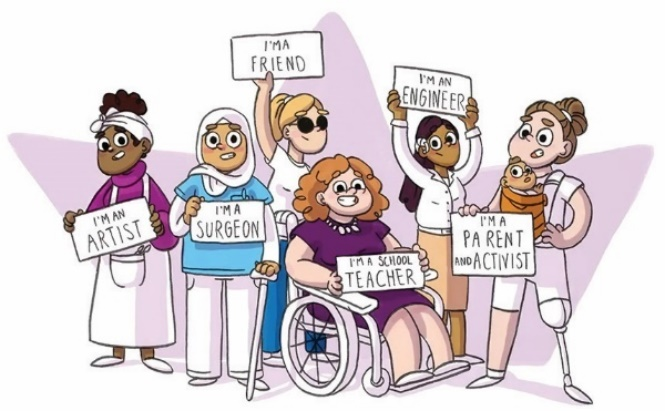 I'M A
FRIEND
I'M AN
ENGINEER
I'M AN
ARTIST
I'M A
SURGEON
I'M A SCHOOL
TEACHER
I'M A
PARENT
AND ACTIVIST